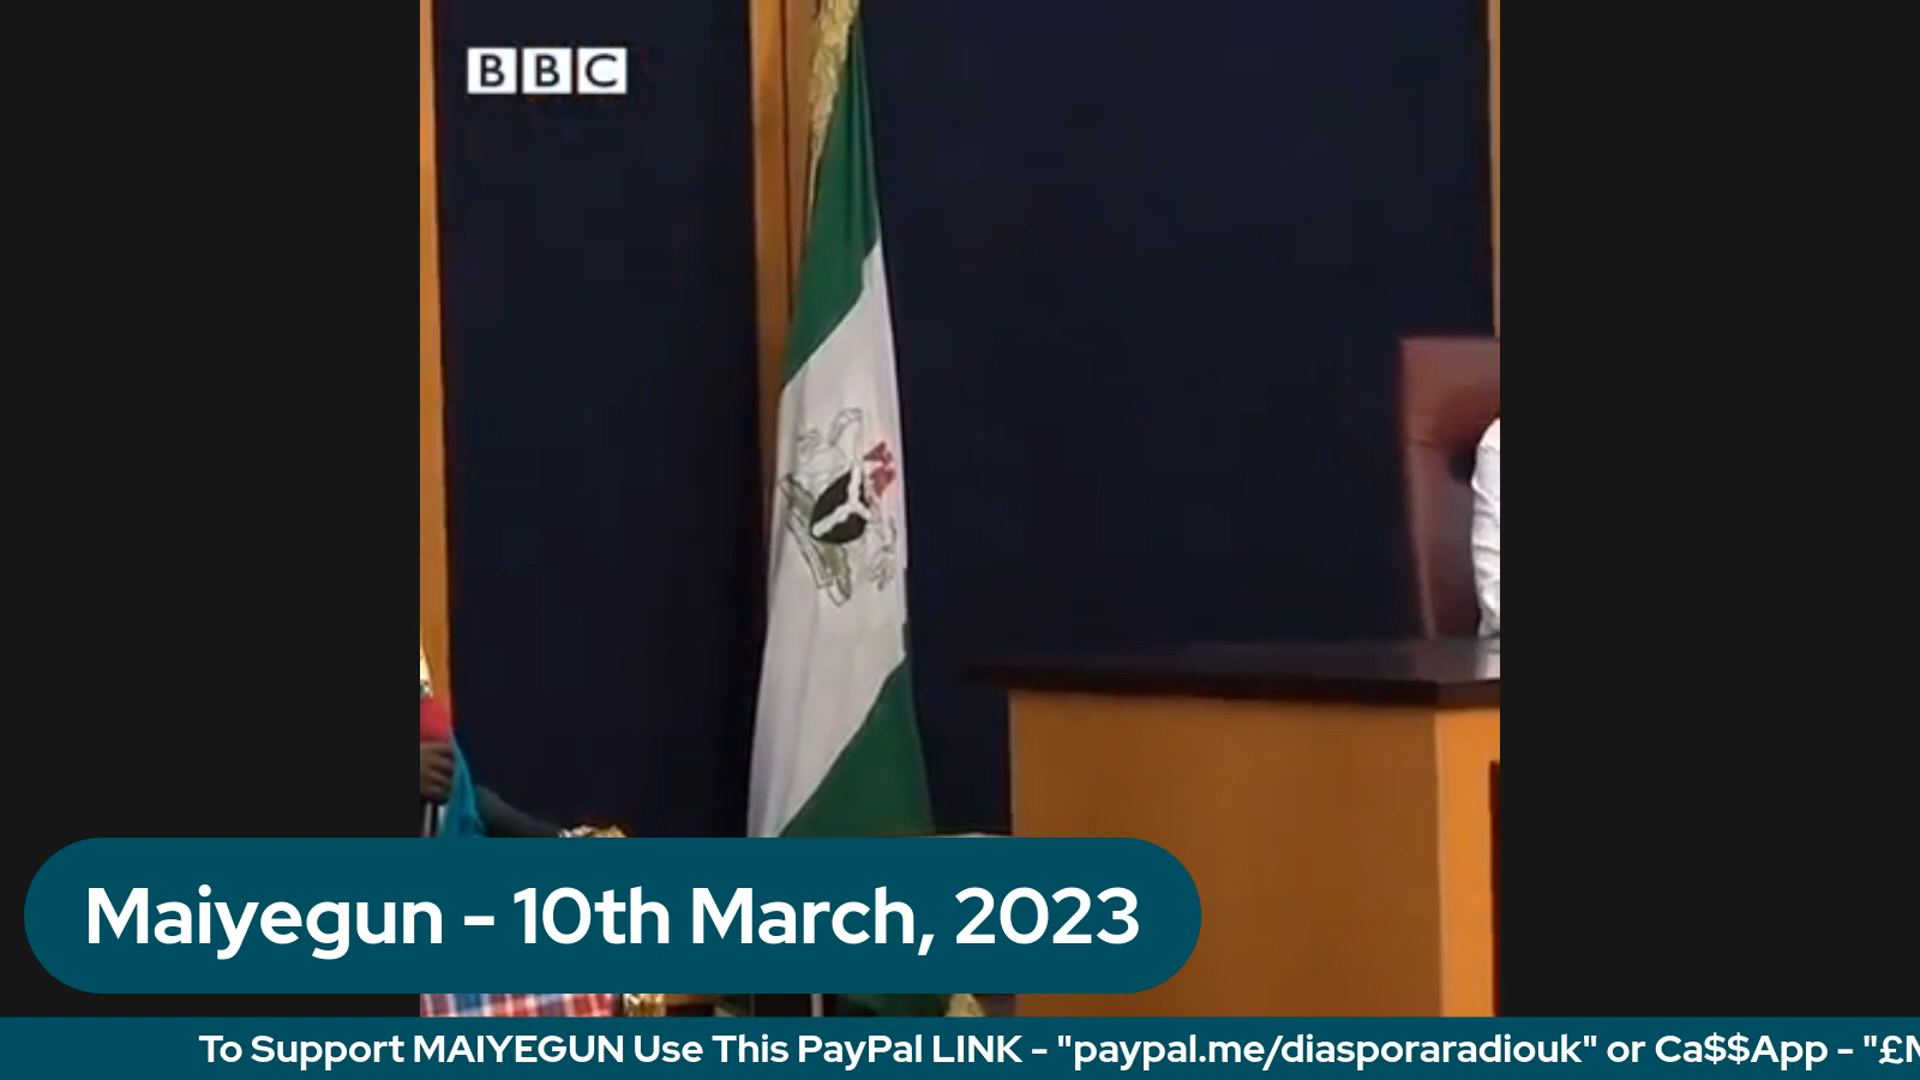 BBC
Maiyegun - 10th March, 2023
To Support MAIYEGUN Use This PayPal LINK - "paypal.me/diasporaradiouk" or Ca$$App - "£